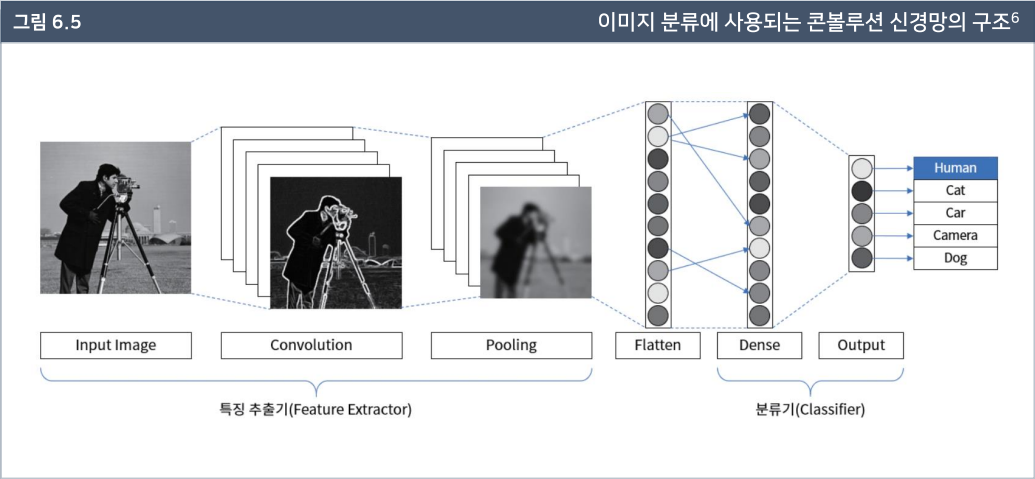 그림 6.5
이미지 분류에 사용되는 콘볼루션 신경망의 구조6
Human
Cat
Car
Camera
Dog
Input Image
Convolution
Pooling
Flatten
Dense
Output
특징 추출기(Feature Extractor)
분류기(Classifier)